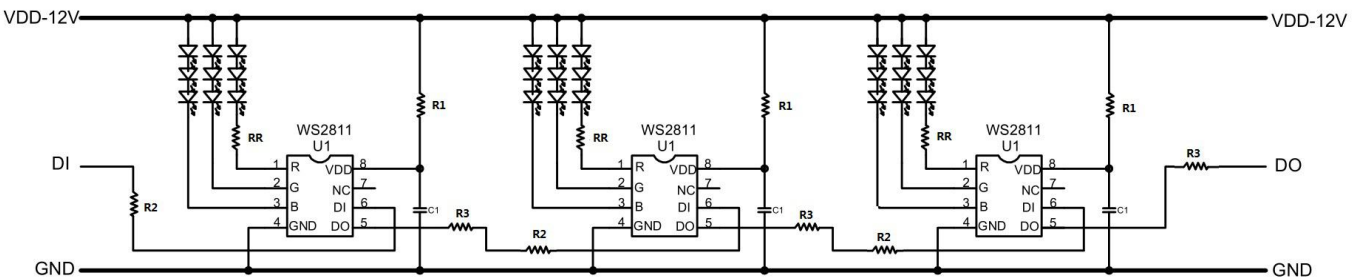 VDD-12V
VDD-12V
R1
R1
R1
RR
RR
RR
WS2811
WS2811
WS2811
U1
U1
U1
DI
1 R VDD 8
1 R VDD 8
1 R VDD 8
R3
DO
2 G NC 7
2 G NC 7
2 G NC 7
R2
3 B DI 6
3 B DI 6
3 B DI 6
C1
C1
C1
4 GND DO 5
4 GND DO 5
4 GND DO 5
R3
R3
R2
R2
GND
GND